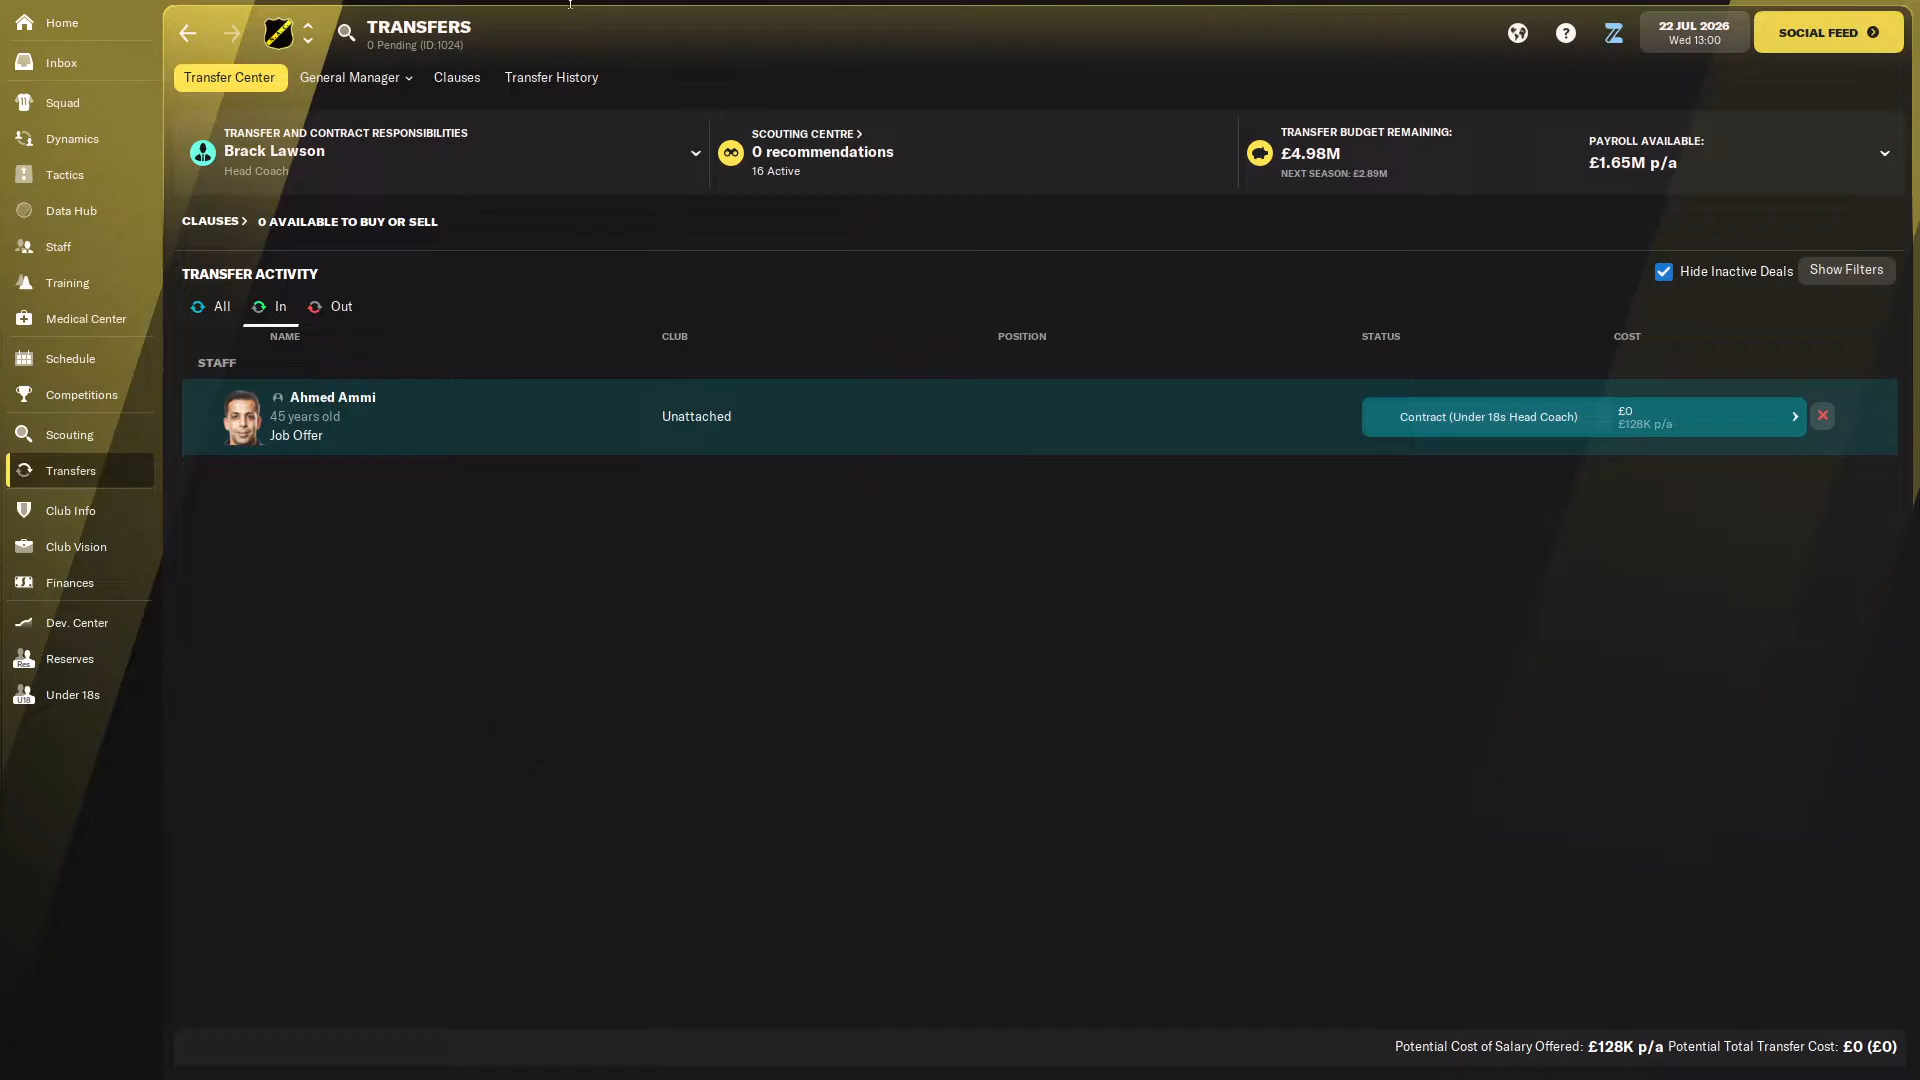 Home
Inbox
Squad
Dynamics
Tactics
Data Hub
Staff
Training
Medical Center
Schedule
Competitions
Scouting
Transfers
Club Info
Club Vision
Finances
Dev. Center
Reserves
Res
Under 18s
U18
TRANSFERS
0 Pending (ID:1024)
22 JUL 2026
Wed 13:00
SOCIAL FEED
Transfer Center
General Manager
Clauses
Transfer History
TRANSFER AND CONTRACT RESPONSIBILITIES
Brack Lawson
Head Coach
SCOUTING CENTRE >
0 recommendations
16 Active
TRANSFER BUDGET REMAINING:
£4.98M
NEXT SEASON: £2.89M
PAYROLL AVAILABLE:
£1.65M p/a
CLAUSES > 0 AVAILABLE TO BUY OR SELL
TRANSFER ACTIVITY
Hide Inactive Deals
Show Filters
All In Out
NAME CLUB POSITION STATUS COST
STAFF
Ahmed Ammi
45 years old
Job Offer
Unattached
Contract (Under 18s Head Coach)
£0
£128K p/a
Potential Cost of Salary Offered: £128K p/a Potential Total Transfer Cost: £0 (£0)